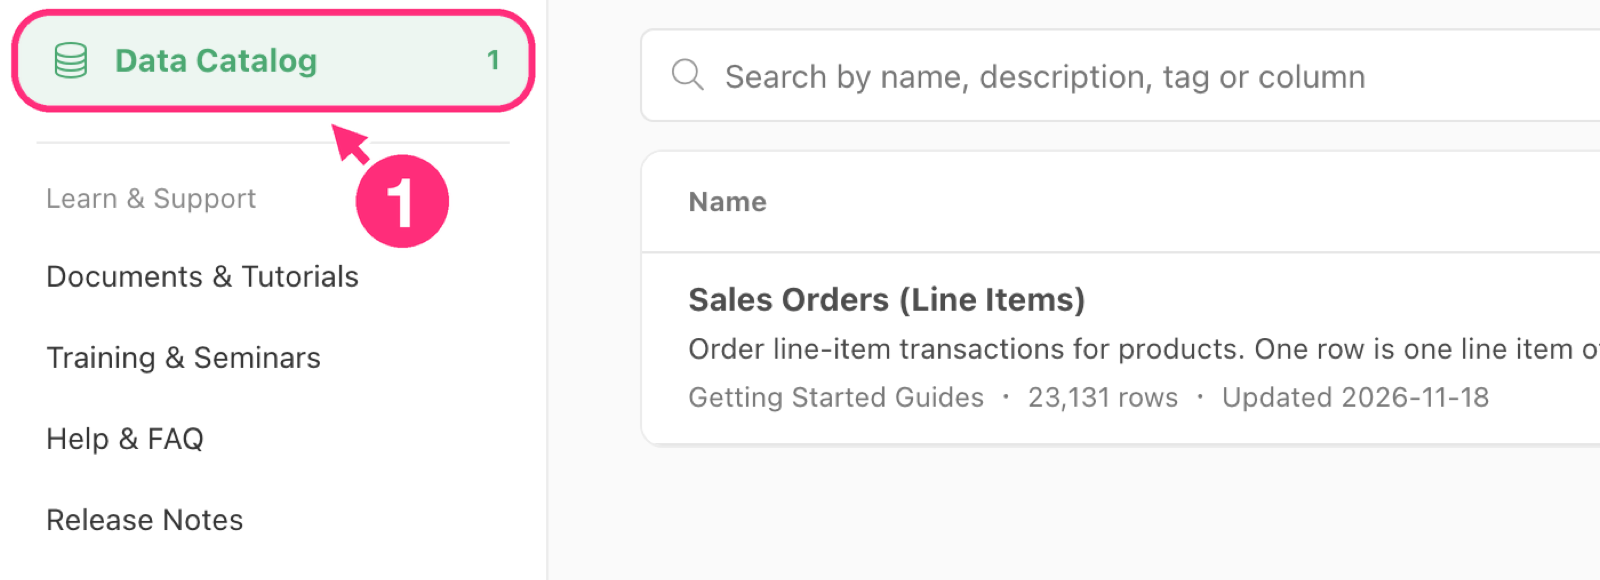 Data Catalog 1
1
Learn & Support
Documents & Tutorials
Training & Seminars
Help & FAQ
Release Notes
Search by name, description, tag or column
Name
Sales Orders (Line Items)
Order line-item transactions for products. One row is one line item
Getting Started Guides · 23,131 rows · Updated 2026-11-18